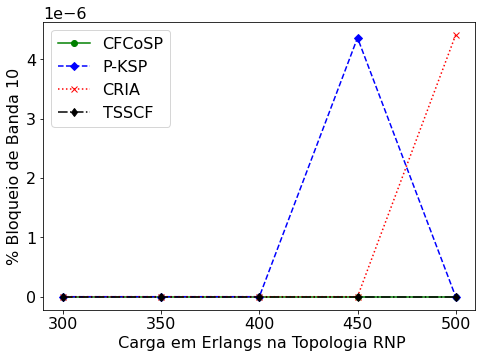 1e−6
CFCoSP
P-KSP
CRIA
TSSCF
% Bloqueio de Banda 10
4
3
2
1
0
300 350 400 450 500
Carga em Erlangs na Topologia RNP